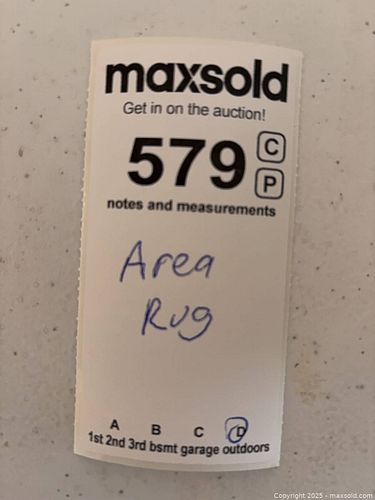 maxsold
Get in on the auction!
579 C
P
notes and measurements
Area
Rug
A B C D
1st 2nd 3rd bsmt garage outdoors
Copyright 2025 - maxsold.com